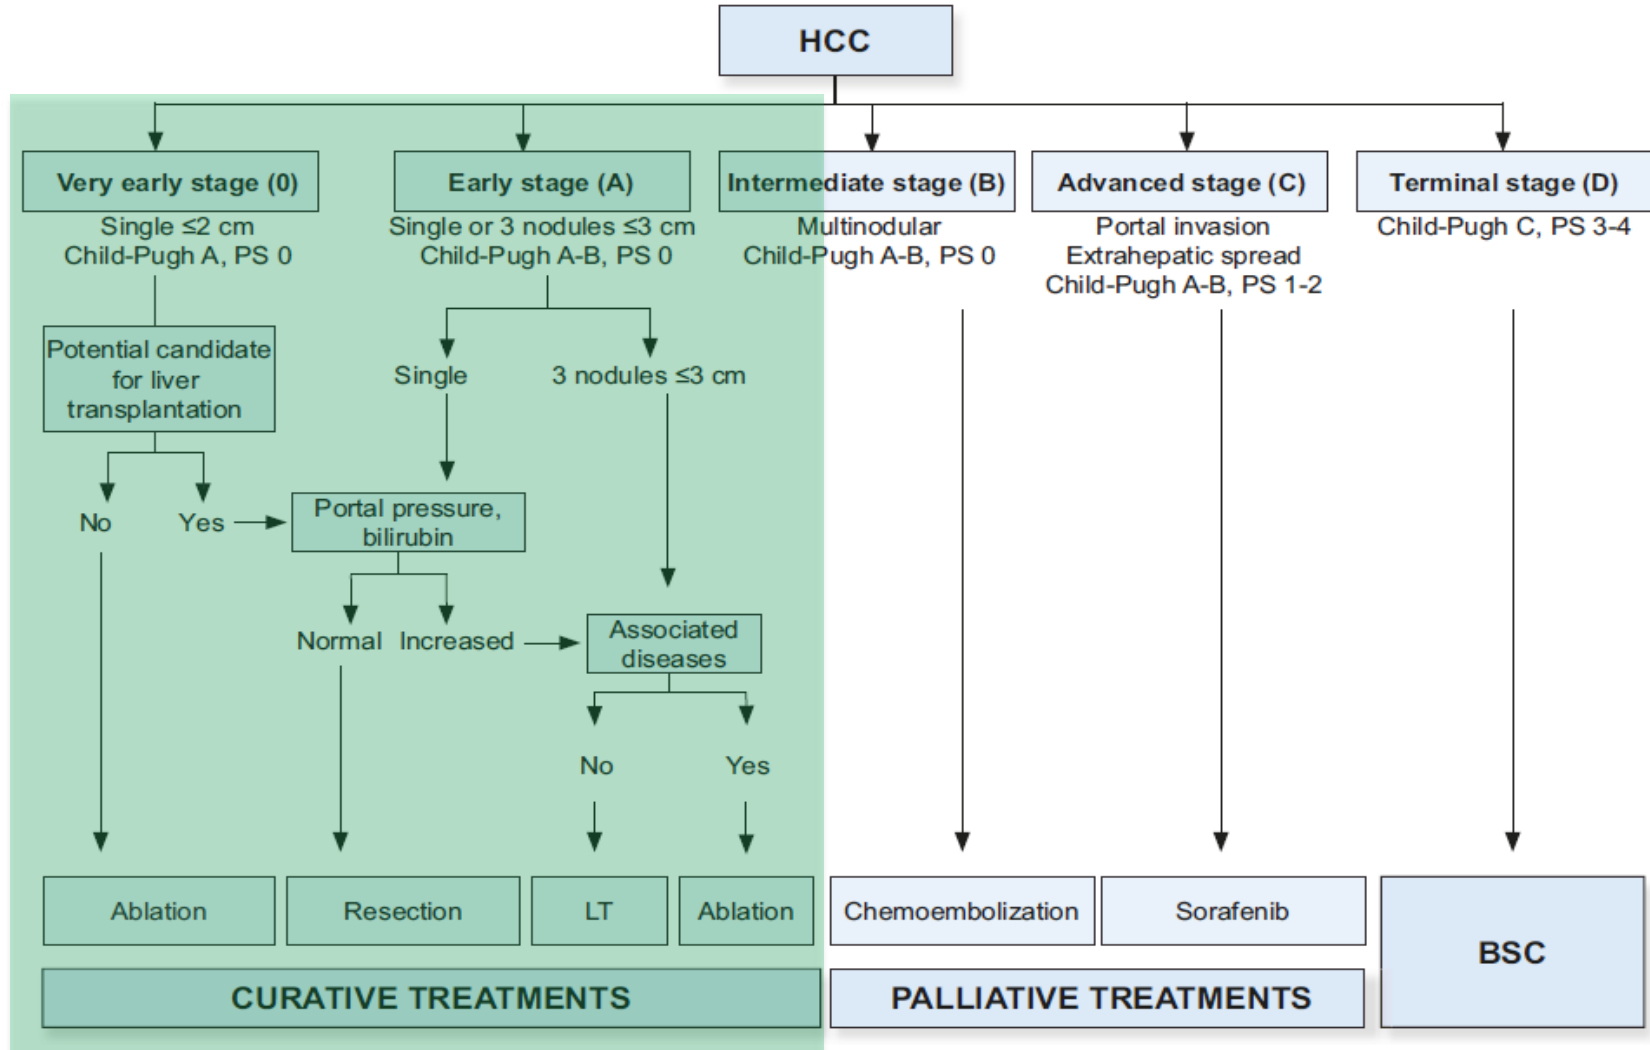 HCC
Very early stage (0)
Single ≤2 cm
Child-Pugh A, PS 0
Early stage (A)
Single or 3 nodules ≤3 cm
Child-Pugh A-B, PS 0
Intermediate stage (B)
Multinodular
Child-Pugh A-B, PS 0
Advanced stage (C)
Portal invasion
Extrahepatic spread
Child-Pugh A-B, PS 1-2
Terminal stage (D)
Child-Pugh C, PS 3-4
Potential candidate
for liver
transplantation
Single
3 nodules ≤3 cm
No
Yes
Portal pressure,
bilirubin
Normal
Increased
Associated
diseases
No
Yes
Ablation
Resection
LT
Ablation
Chemoembolization
Sorafenib
BSC
CURATIVE TREATMENTS
PALLIATIVE TREATMENTS